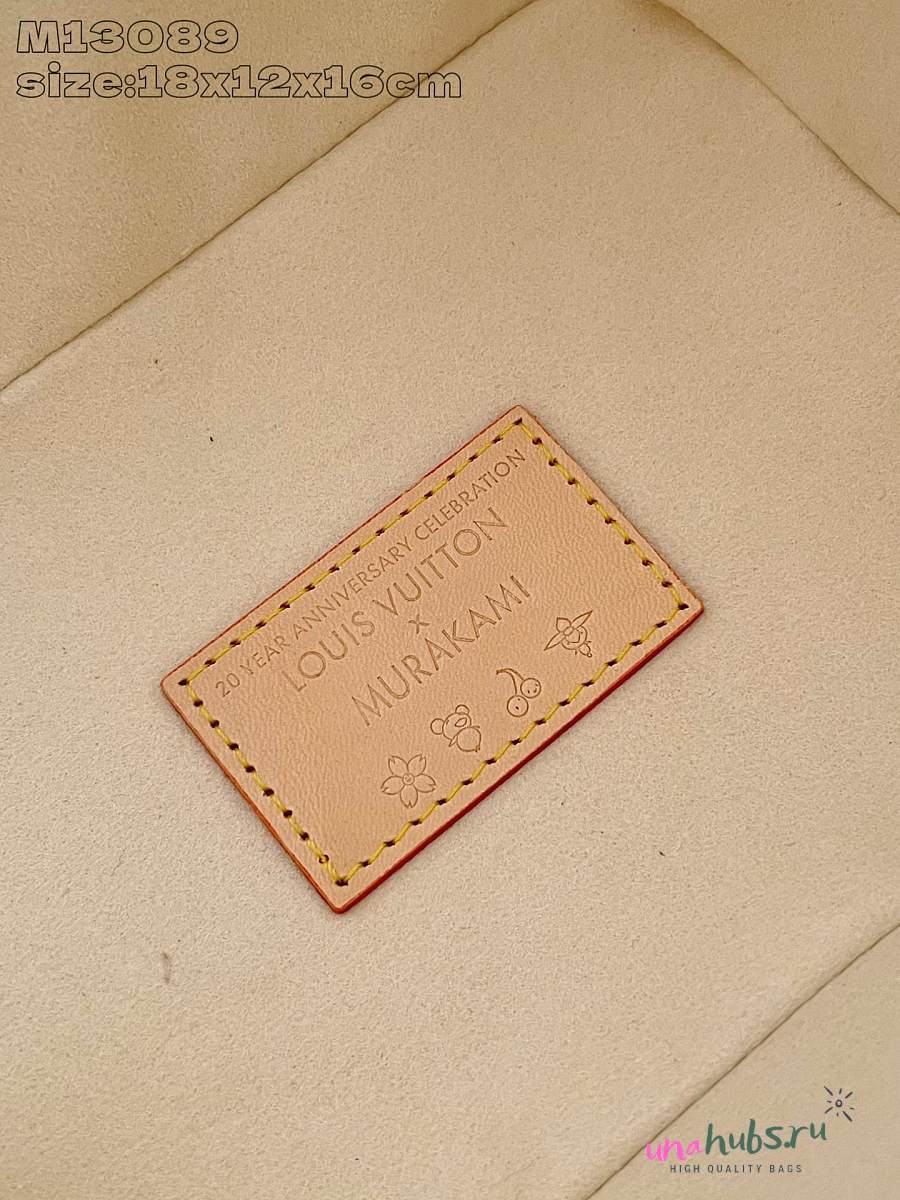 M13089
size:18x12x16cm
20 YEAR ANNIVERSARY CELEBRATION
LOUIS VUITTON
x
MURAKAMI
unahubs.ru
HIGH QUALITY BAGS